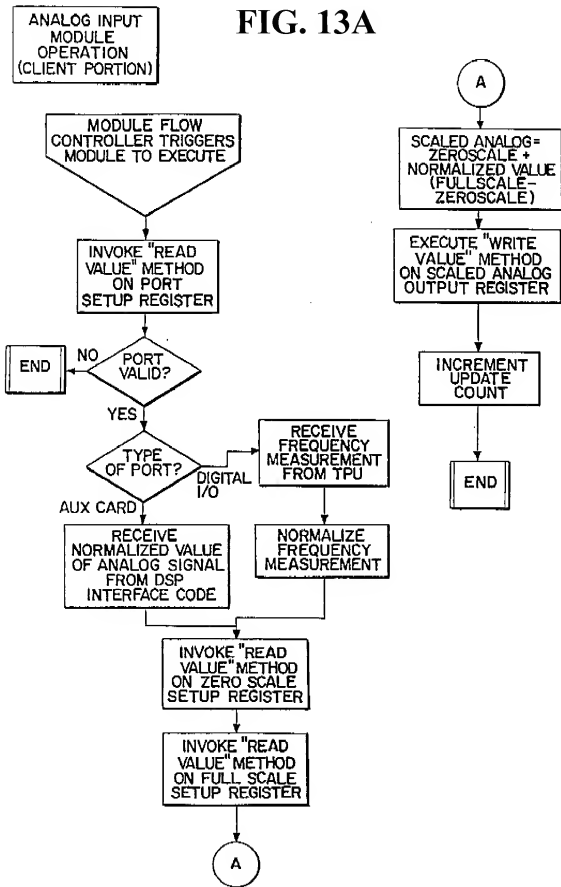 FIG. 13A
ANALOG INPUT
MODULE
OPERATION
(CLIENT PORTION)
MODULE FLOW
CONTROLLER TRIGGERS
MODULE TO EXECUTE
INVOKE "READ
VALUE" METHOD
ON PORT
SETUP REGISTER
PORT
VALID?
NO
END
YES
TYPE
OF PORT?
DIGITAL
I/O
AUX CARD
RECEIVE
FREQUENCY
MEASUREMENT
FROM TPU
NORMALIZE
FREQUENCY
MEASUREMENT
RECEIVE
NORMALIZED VALUE
OF ANALOG SIGNAL
FROM DSP
INTERFACE CODE
INVOKE "READ
VALUE" METHOD
ON ZERO SCALE
SETUP REGISTER
INVOKE "READ
VALUE" METHOD
ON FULL SCALE
SETUP REGISTER
A
A
SCALED ANALOG=
ZEROSCALE +
NORMALIZED VALUE
(FULLSCALE-
ZEROSCALE)
EXECUTE "WRITE
VALUE" METHOD
ON SCALED ANALOG
OUTPUT REGISTER
INCREMENT
UPDATE
COUNT
END